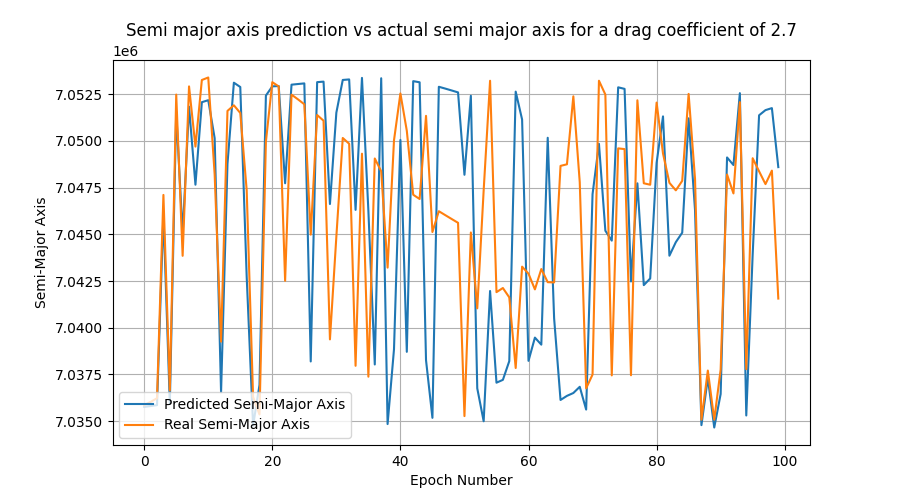 Semi major axis prediction vs actual semi major axis for a drag coefficient of 2.7
1e6
7.0525
7.0500
7.0475
7.0450
7.0425
7.0400
7.0375
7.0350
Semi-Major Axis
Predicted Semi-Major Axis
Real Semi-Major Axis
0 20 40 60 80 100
Epoch Number